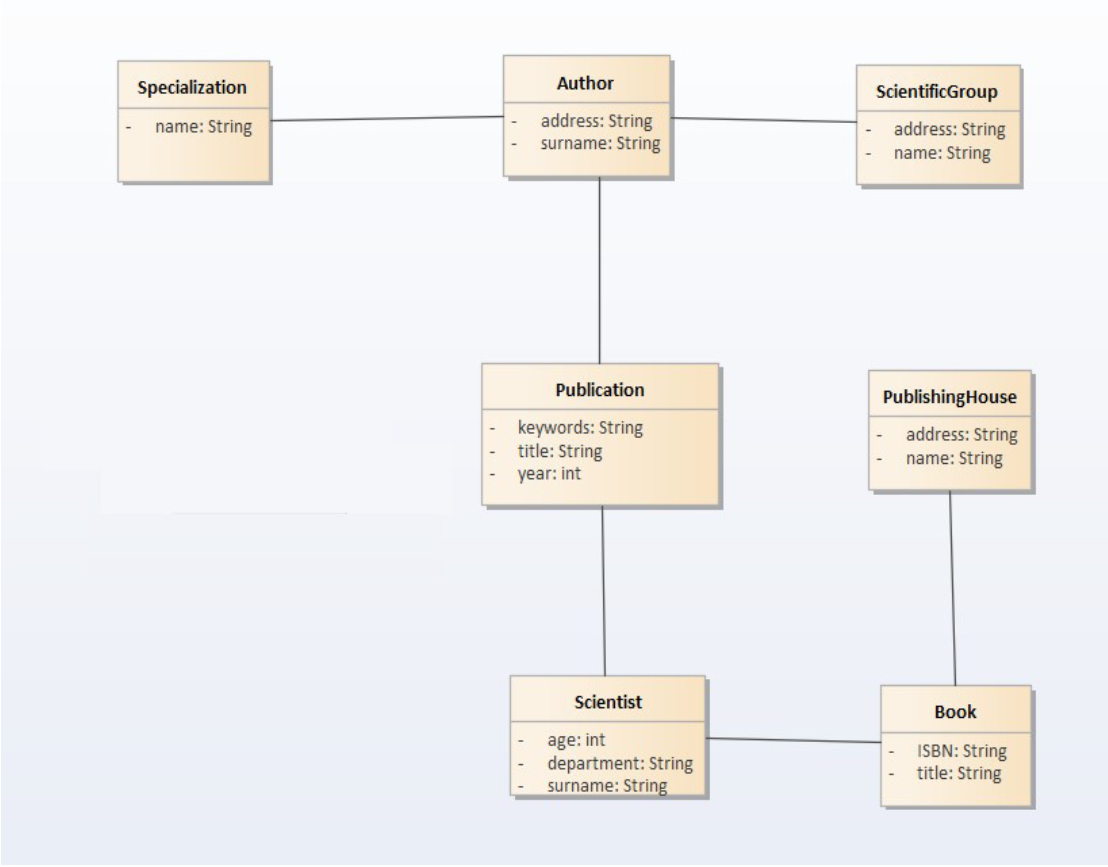 Specialization
- name: String
Author
- address: String
- surname: String
ScientificGroup
- address: String
- name: String
Publication
- keywords: String
- title: String
- year: int
PublishingHouse
- address: String
- name: String
Scientist
- age: int
- department: String
- surname: String
Book
- ISBN: String
- title: String